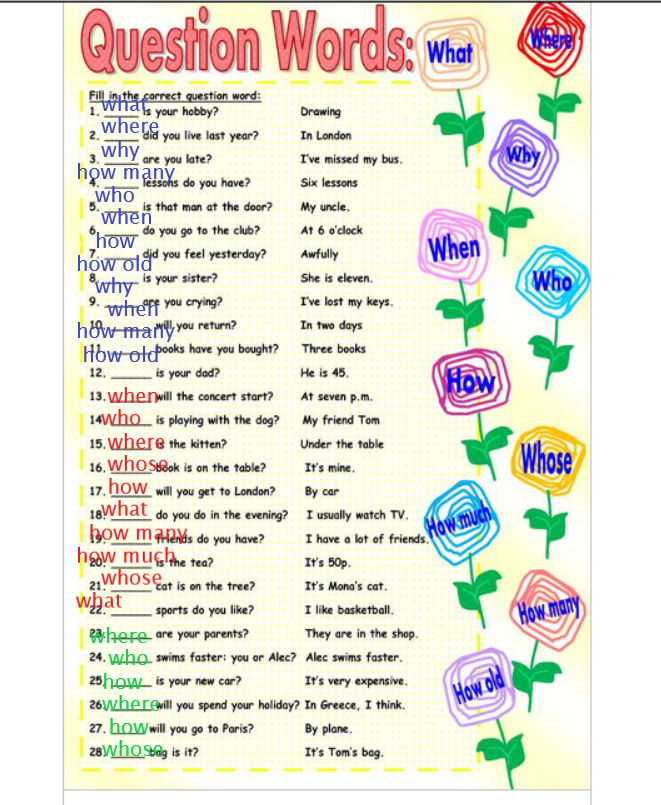 Question Words:
Fill in the correct question word:
1. what is your hobby? Drawing
2. where did you live last year? In London
3. why are you late? I've missed my bus.
4. how many lessons do you have? Six lessons
5. who is that man at the door? My uncle.
6. when do you go to the club? At 6 o'clock
7. how did you feel yesterday? Awfully
8. how old is your sister? She is eleven.
9. why are you crying? I've lost my keys.
10. when will you return? In two days
11. how many books have you bought? Three books
12. how old is your dad? He is 45.
13. when will the concert start? At seven p.m.
14. who is playing with the dog? My friend Tom
15. where is the kitten? Under the table
16. whose book is on the table? It's mine.
17. how will you get to London? By car
18. what do you do in the evening? I usually watch TV.
19. how many friends do you have? I have a lot of friends.
20. how much is the tea? It's 50p.
21. whose cat is on the tree? It's Mona's cat.
22. what sports do you like? I like basketball.
23. where are your parents? They are in the shop.
24. who swims faster: you or Alec? Alec swims faster.
25. how is your new car? It's very expensive.
26. where will you spend your holiday? In Greece, I think.
27. how will you go to Paris? By plane.
28. whose bag is it? It's Tom's bag.
What
Where
Why
When
Who
How
Whose
How much
How many
How old